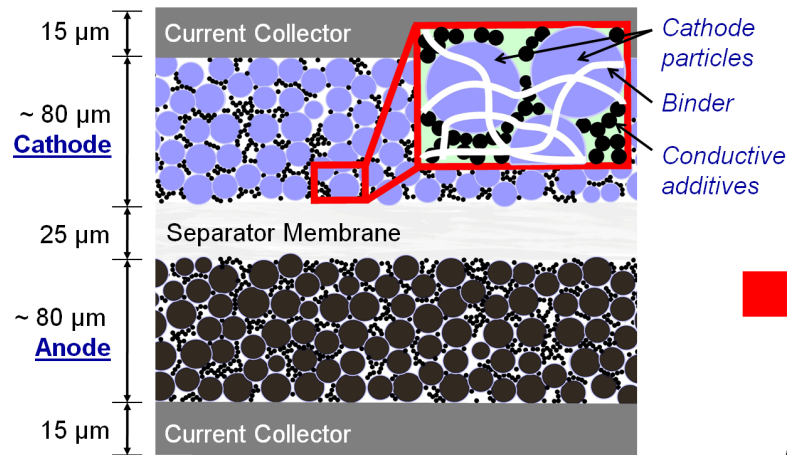 15 µm
Current Collector
~ 80 µm
Cathode
Cathode
particles
Binder
Conductive
additives
25 µm
Separator Membrane
~ 80 µm
Anode
15 µm
Current Collector